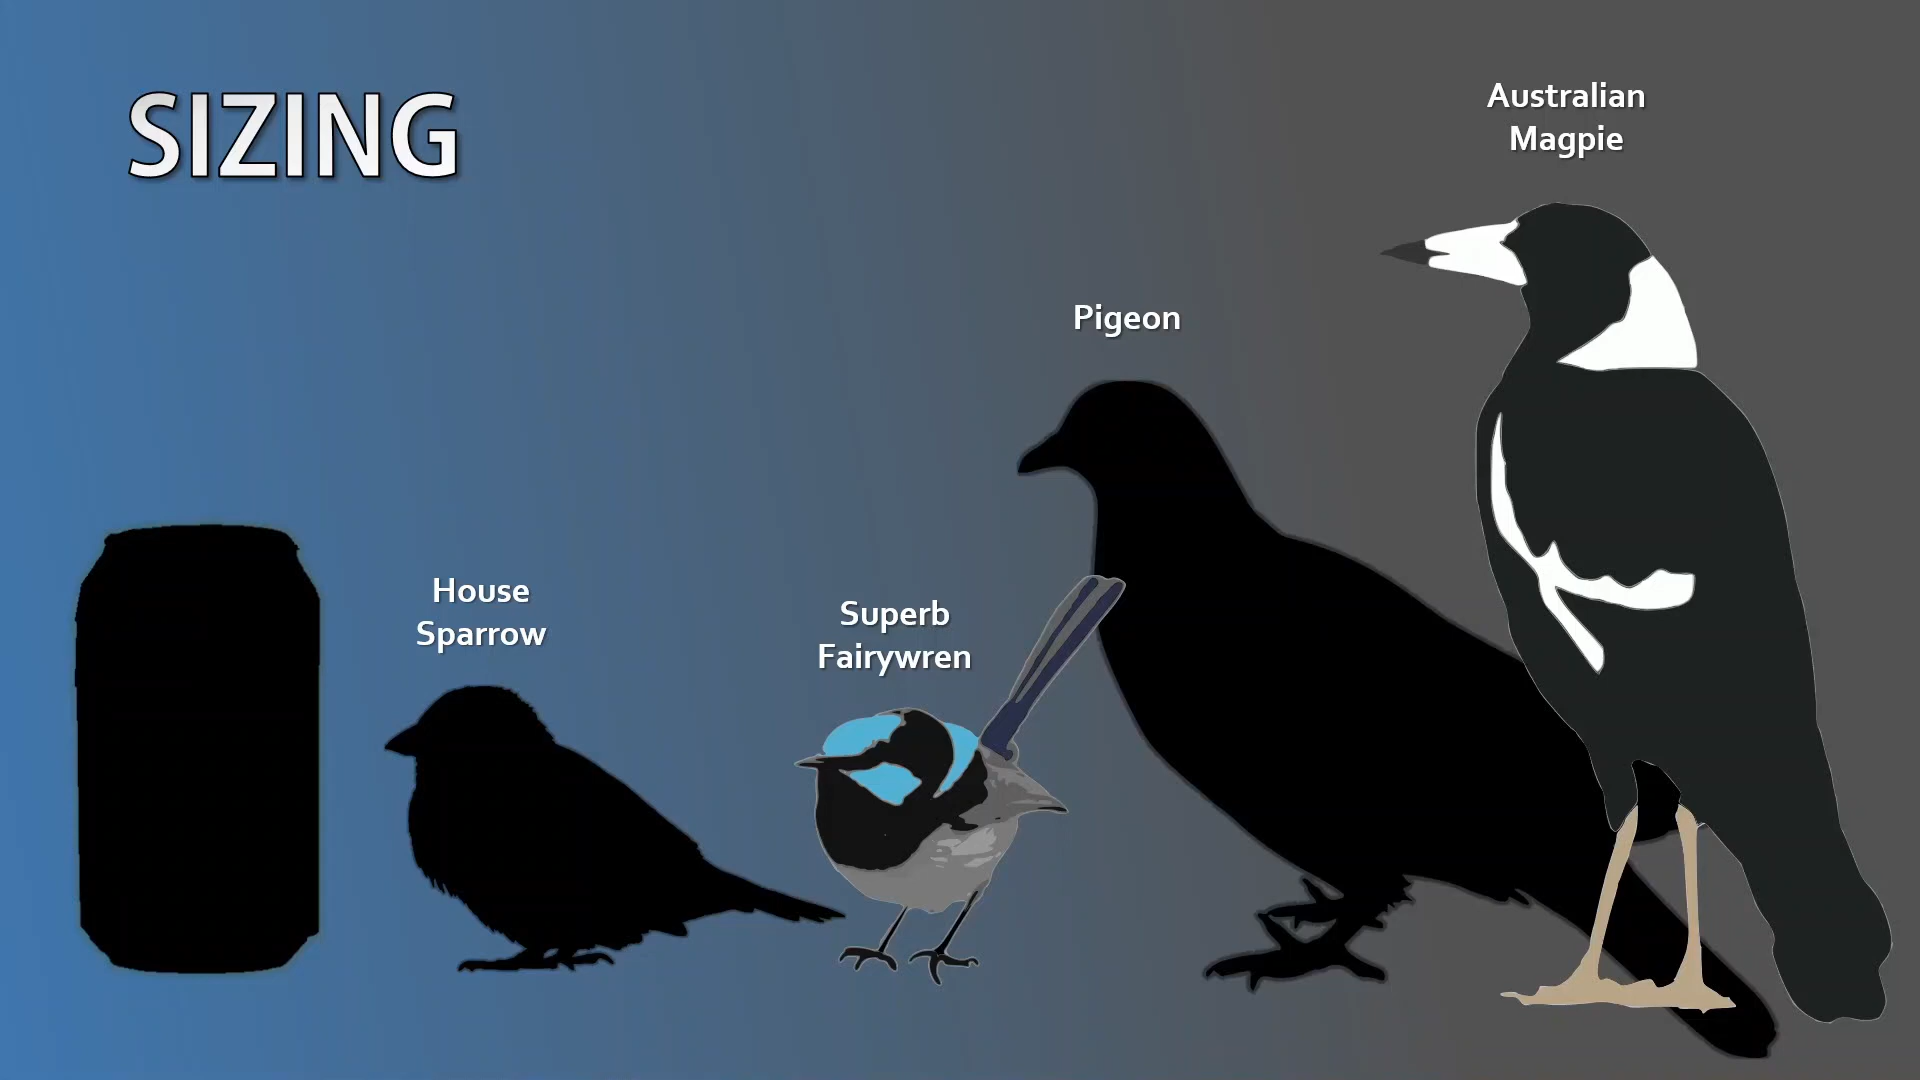 SIZING
Australian
Magpie
Pigeon
House
Sparrow
Superb
Fairywren